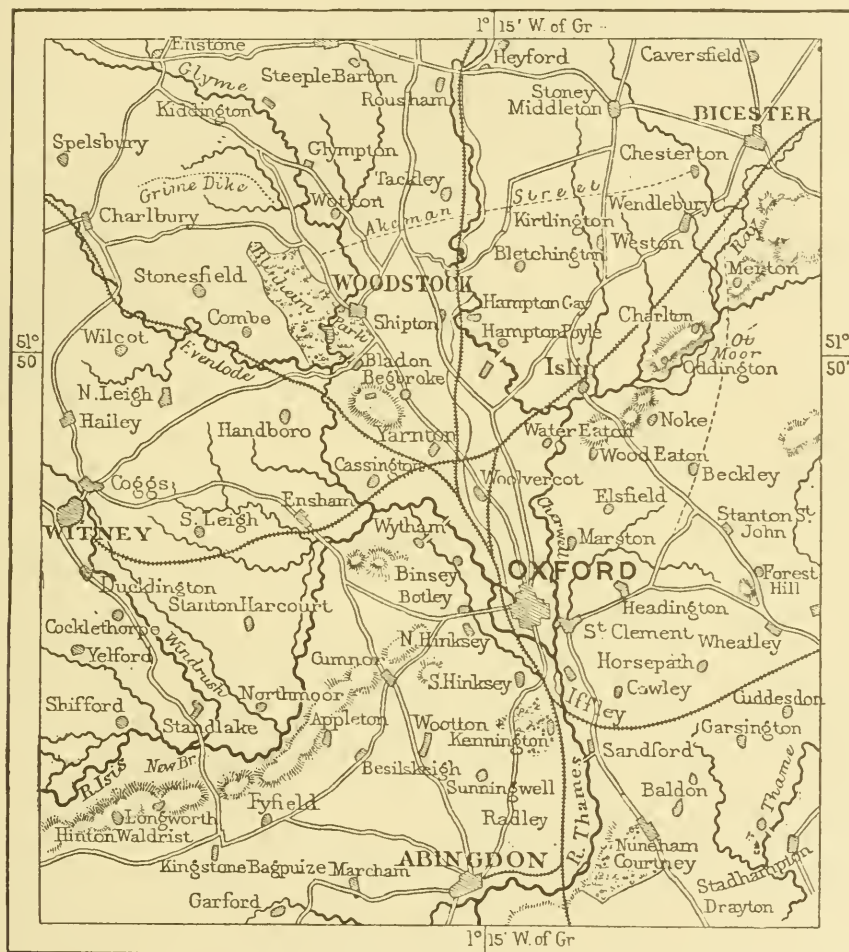 1° 15' W. of Gr
Enstone
Heyford
Caversfield
Glyme
Steeple Barton
Rousham
Stoney
Middleton
BICESTER
Kiddington
Spelsbury
Glympton
Chesterton
Tackley
Grime Dike
Wotton
Akeman Street
Kirtlington
Wendlebury
Charlbury
Weston
Ray
Bletchington
Merton
Stonesfield
Blenheim
Park
WOODSTOCK
Hampton Gay
Charlton
Combe
Shipton
Hampton Poyle
51°
50'
Wilcot
Evenlode
Bladon
Islip
Ot
Moor
Oddington
51°
50'
Begbroke
N. Leigh
Hailey
Handboro
Yarnton
Water Eaton
Noke
Wood Eaton
Cassington
Woolvercot
Beckley
Coggs
Ensham
Elsfield
WITNEY
S. Leigh
Wytham
Cherwell
Marston
Stanton St
John
Binsey
OXFORD
Ducklington
Botley
Forest
Hill
Stanton Harcourt
Headington
Cocklethorpe
Windrush
N. Hinksey
St. Clement
Wheatley
Yelford
Cumnor
Horsepath
S. Hinksey
Iffley
Cowley
Shifford
Northmoor
Cuddesdon
Standlake
Appleton
Wootton
Kennington
Garsington
R. Isis
New Br.
Besilsleigh
Sandford
Thame
Sunningwell
Baldon
Longworth
Fyfield
Radley
R. Thames
Hinton Waldrist
Nuneham
Courtney
Kingstone Bagpuize
Marcham
ABINGDON
Stadhampton
Garford
Drayton
1° 15' W. of Gr